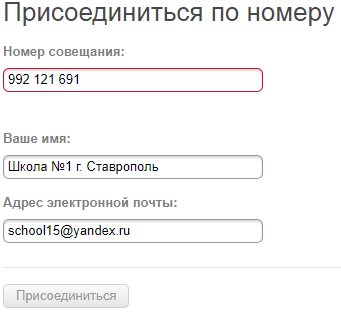 Присоединиться по номеру
Номер совещания:
992 121 691
Ваше имя:
Школа №1 г. Ставрополь
Адрес электронной почты:
school15@yandex.ru
Присоединиться